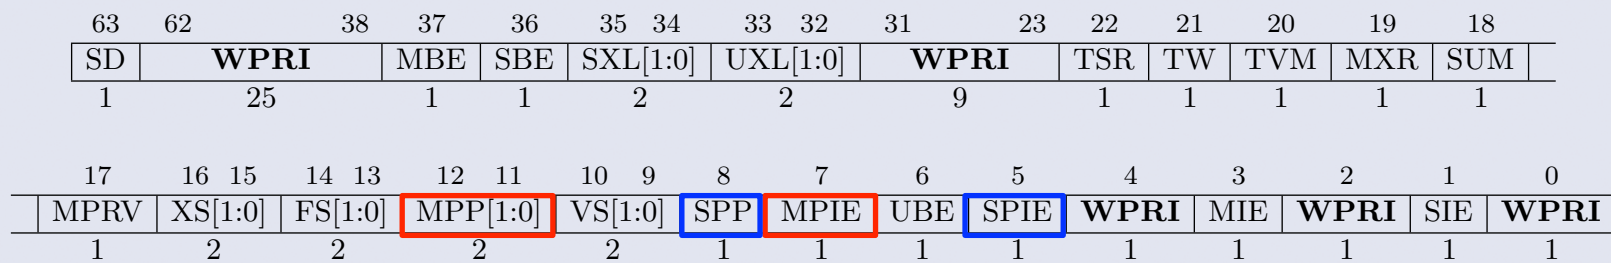 63 62 38 37 36 35 34 33 32 31 23 22 21 20 19 18
SD WPRI MBE SBE SXL[1:0] UXL[1:0] WPRI TSR TW TVM MXR SUM
1 25 1 1 2 2 9 1 1 1 1 1
17 16 15 14 13 12 11 10 9 8 7 6 5 4 3 2 1 0
MPRV XS[1:0] FS[1:0] MPP[1:0] VS[1:0] SPP MPIE UBE SPIE WPRI MIE WPRI SIE WPRI
1 2 2 2 2 1 1 1 1 1 1 1 1 1